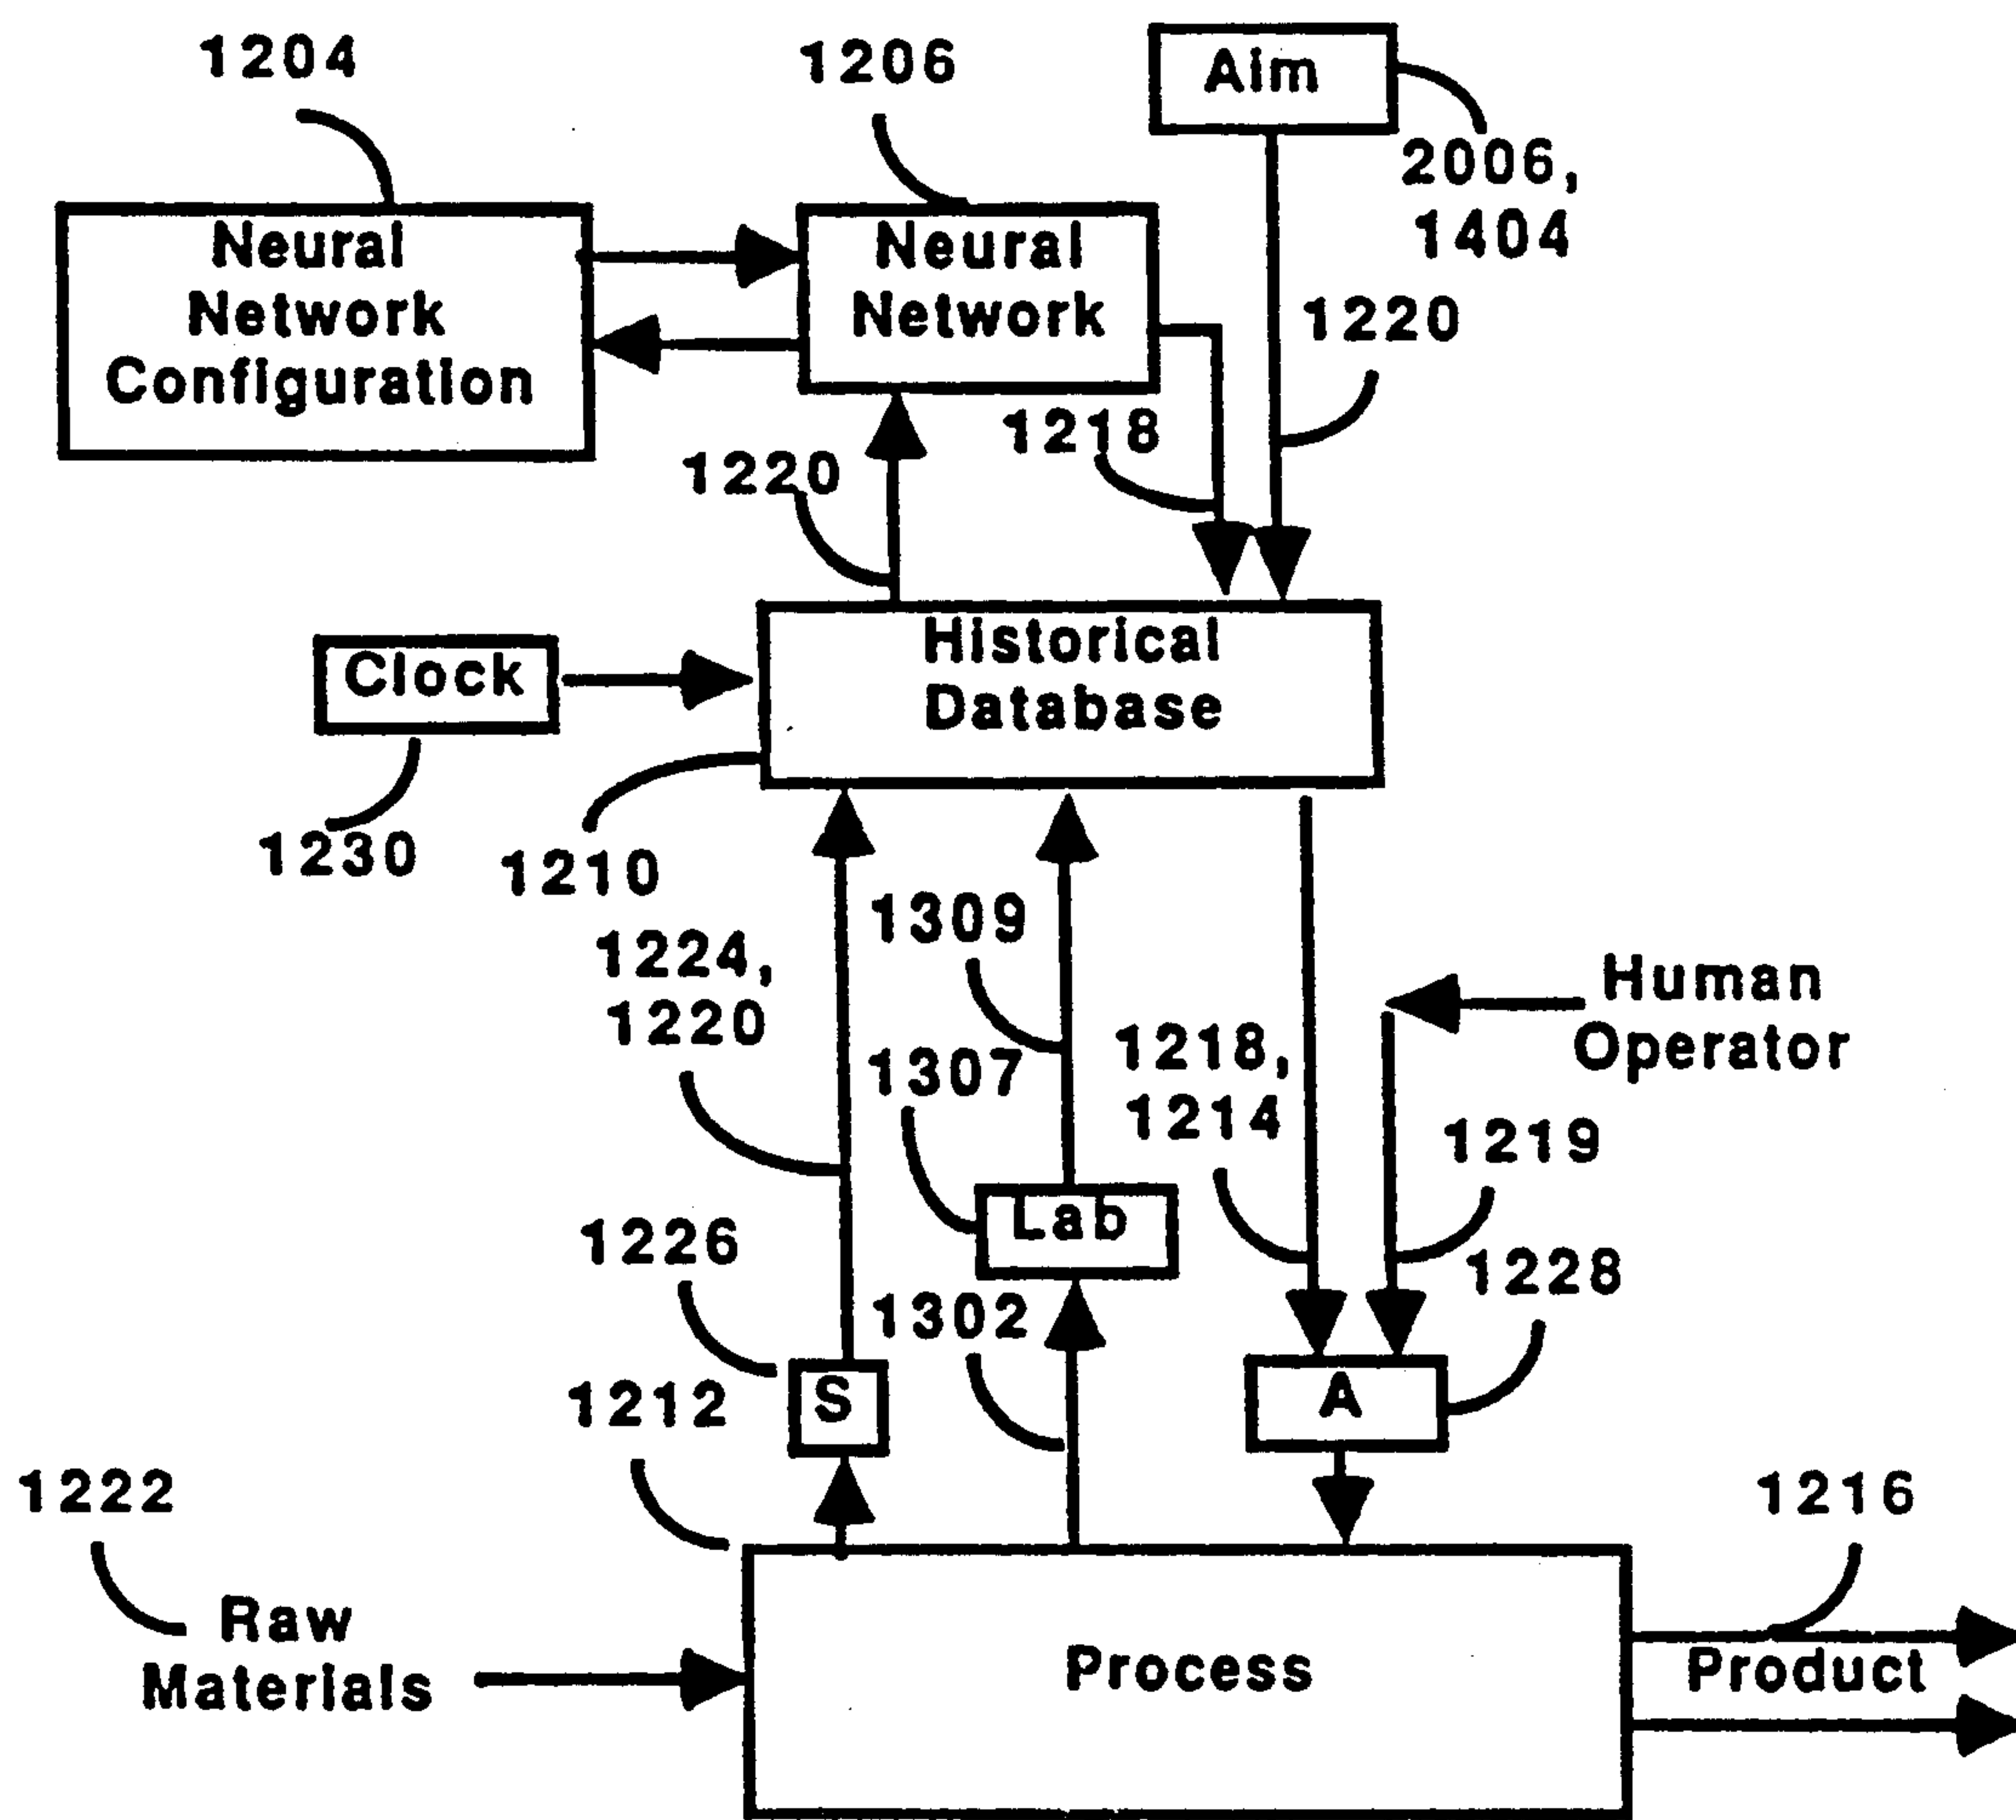 1204
1206
Aim
2006,
1404
Neural
Network
Configuration
Neural
Network
1220
1218
1220
Historical
Database
Clock
1230
1210
1309
1224,
1220
Human
Operator
1307
1218,
1214
1219
Lab
1226
1228
1302
S
A
1212
1222
1216
Raw
Materials
Process
Product